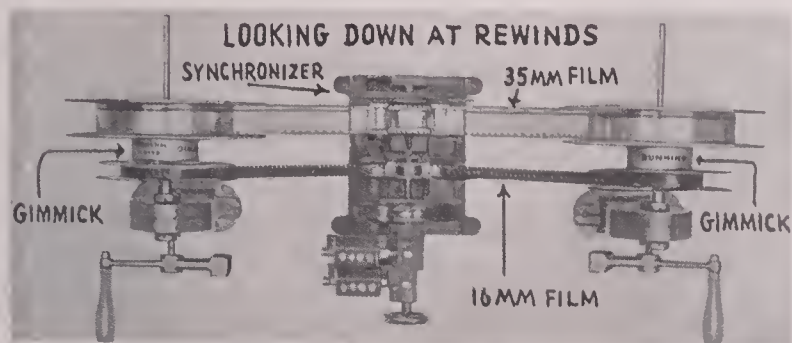 LOOKING DOWN AT REWINDS
SYNCHRONIZER
35MM FILM
GIMMICK
GIMMICK
16MM FILM